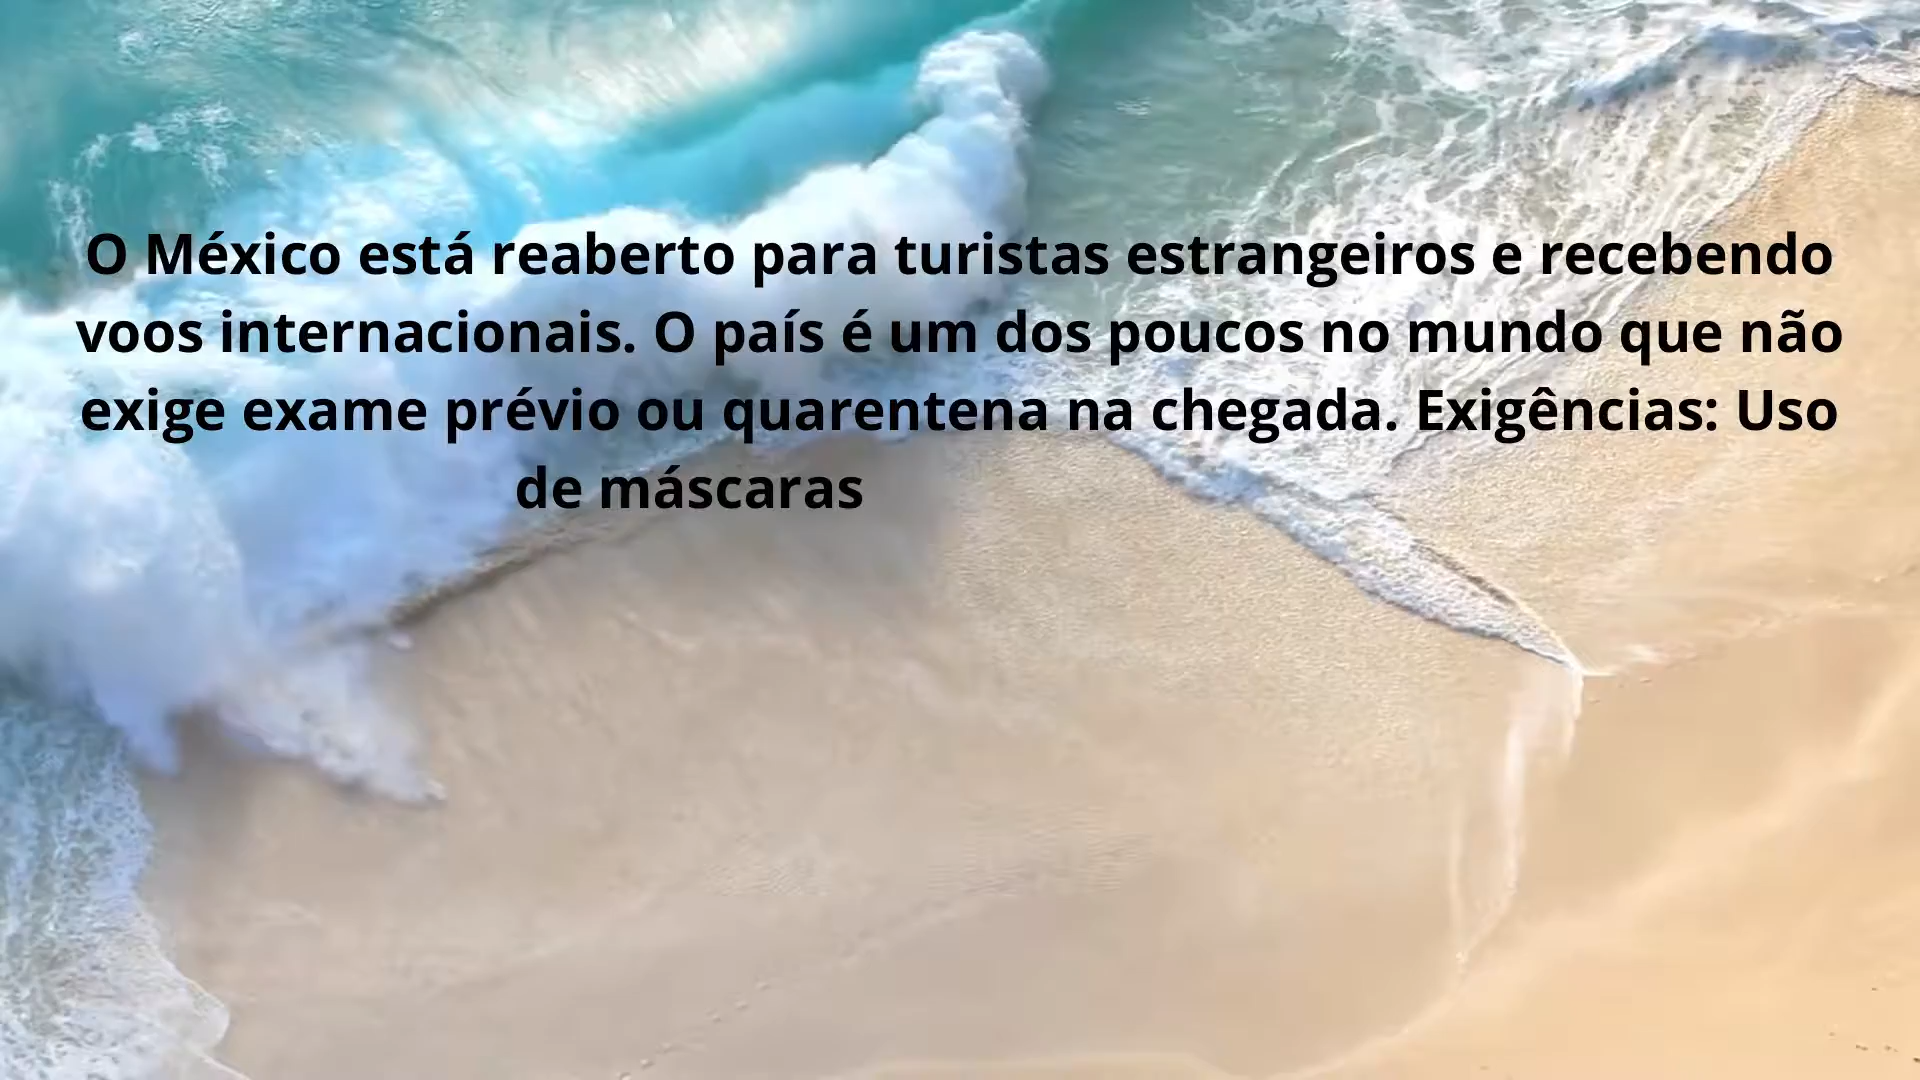 O México está reaberto para turistas estrangeiros e recebendo
voos internacionais. O país é um dos poucos no mundo que não
exige exame prévio ou quarentena na chegada. Exigências: Uso
de máscaras